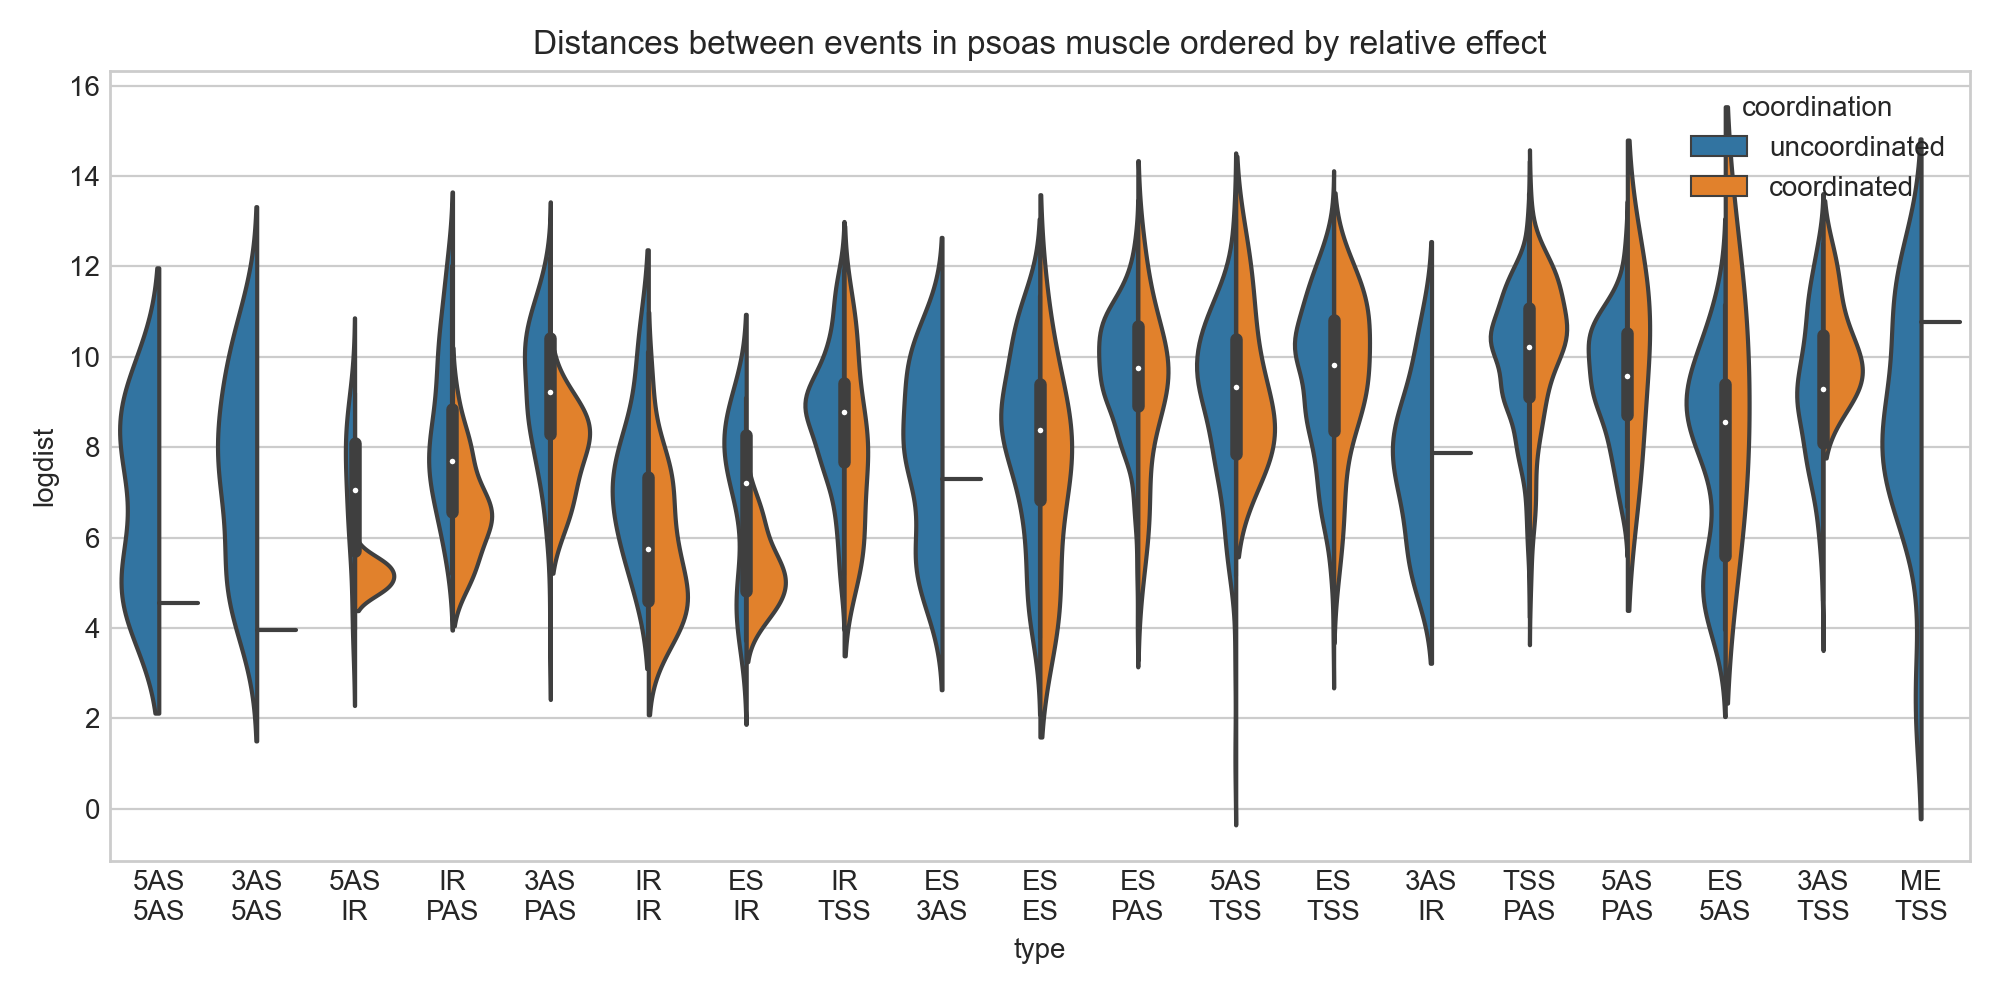 Distances between events in psoas muscle ordered by relative effect
coordination
uncoordinated
coordinated
logdist
16
14
12
10
8
6
4
2
0
5AS 3AS 5AS IR 3AS IR ES IR ES ES ES 5AS ES 3AS TSS 5AS ES 3AS ME
5AS 5AS IR PAS PAS IR IR TSS 3AS ES PAS TSS TSS IR PAS PAS 5AS TSS TSS
type